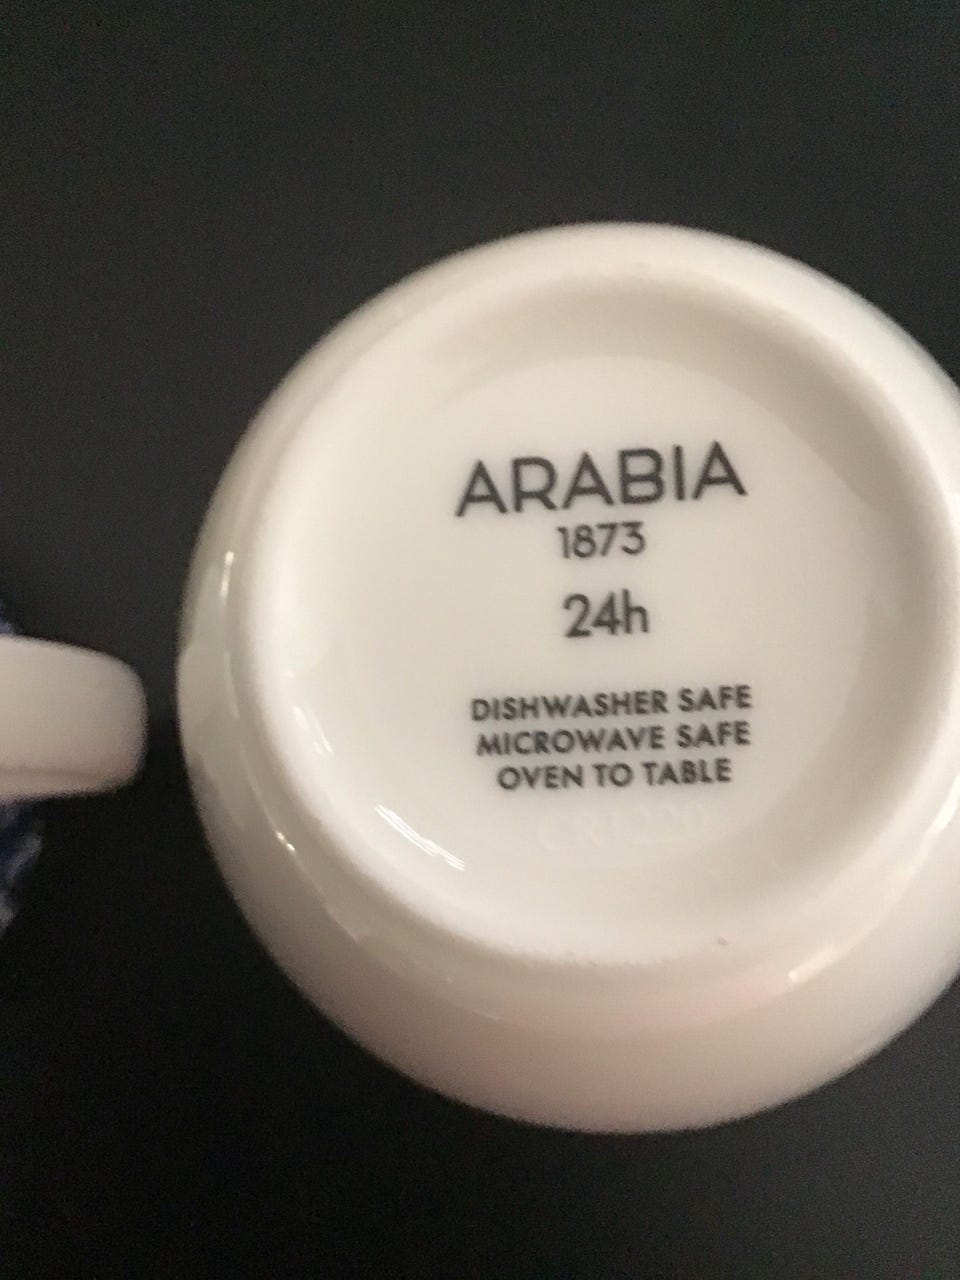 ARABIA
1873
24h
DISHWASHER SAFE
MICROWAVE SAFE
OVEN TO TABLE